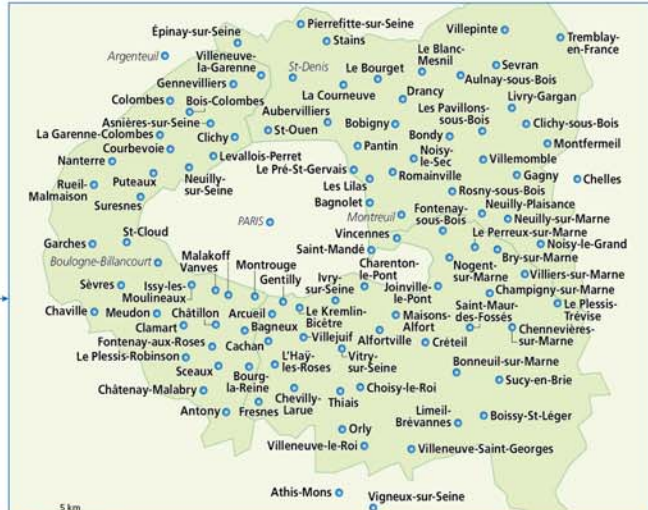 Pierrefitte-sur-Seine
Villepinte
Épinay-sur-Seine
Stains
Tremblay-
en-France
Argenteuil
Villeneuve-
la-Garenne
St-Denis
Le Bourget
Le Blanc-
Mesnil
Sevran
Aulnay-sous-Bois
Gennevilliers
La Courneuve
Drancy
Livry-Gargan
Colombes
Bois-Colombes
Aubervilliers
Les Pavillons-
sous-Bois
Asnières-sur-Seine
St-Ouen
Bobigny
Bondy
Clichy-sous-Bois
La Garenne-Colombes
Clichy
Courbevoie
Pantin
Noisy-
le-Sec
Montfermeil
Nanterre
Levallois-Perret
Le Pré-St-Gervais
Villemomble
Rueil-
Malmaison
Puteaux
Neuilly-
sur-Seine
Les Lilas
Romainville
Gagny
Chelles
Suresnes
Bagnolet
Rosny-sous-Bois
PARIS
Montreuil
Fontenay-
sous-Bois
Neuilly-Plaisance
Neuilly-sur-Marne
St-Cloud
Vincennes
Le Perreux-sur-Marne
Garches
Saint-Mandé
Noisy-le-Grand
Boulogne-Billancourt
Malakoff
Vanves
Montrouge
Gentilly
Charenton-
le-Pont
Bry-sur-Marne
Nogent-
sur-Marne
Villiers-sur-Marne
Sèvres
Issy-les-
Moulineaux
Ivry-
sur-Seine
Joinville-
le-Pont
Champigny-sur-Marne
Chaville
Meudon
Châtillon
Arcueil
Le Kremlin-
Bicêtre
Maisons-
Alfort
Saint-Maur-
des-Fossés
Le Plessis-
Trévise
Clamart
Bagneux
Villejuif
Alfortville
Créteil
Chennevières-
sur-Marne
Fontenay-aux-Roses
Cachan
Le Plessis-Robinson
Sceaux
L'Haÿ-
les-Roses
Vitry-
sur-Seine
Bonneuil-sur-Marne
Châtenay-Malabry
Bourg-
la-Reine
Choisy-le-Roi
Sucy-en-Brie
Antony
Fresnes
Chevilly-
Larue
Thiais
Limeil-
Brévannes
Boissy-St-Léger
Orly
Villeneuve-le-Roi
Villeneuve-Saint-Georges
Athis-Mons
Vigneux-sur-Seine
5 km